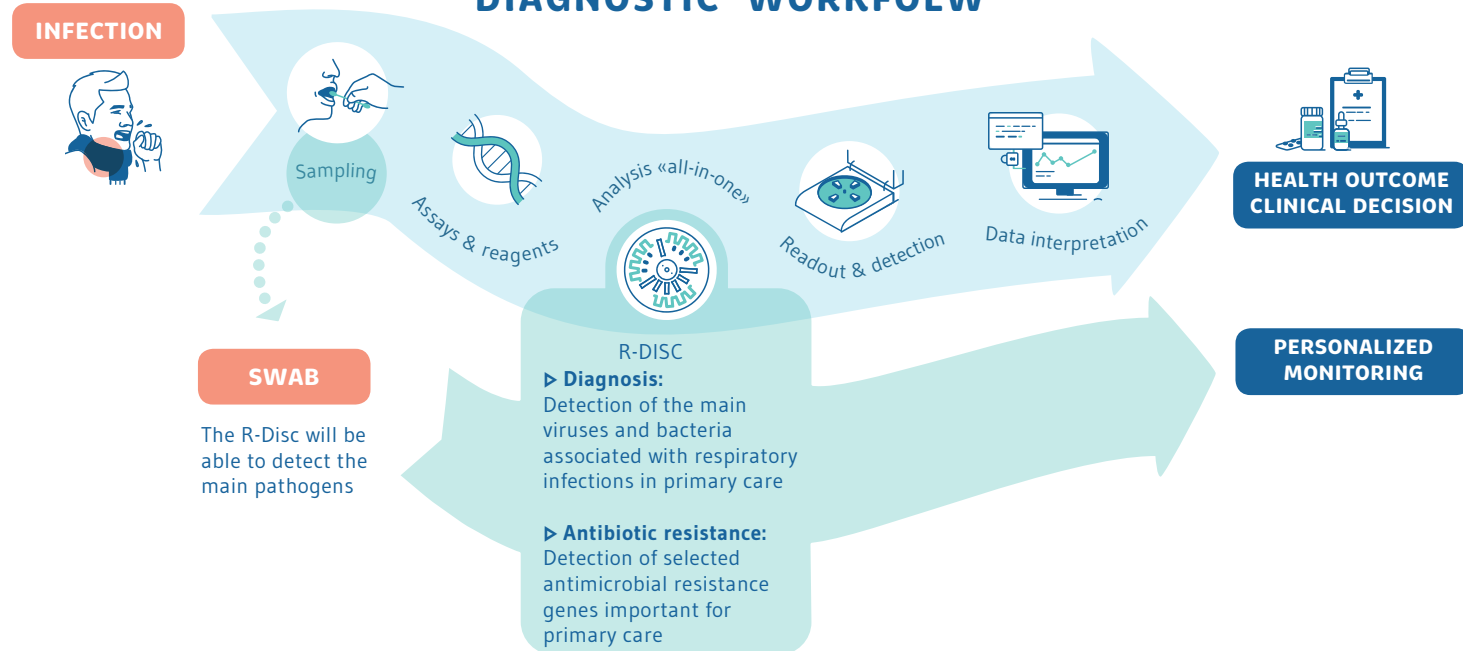 DIAGNOSTIC WORKFOLW
INFECTION
Sampling
Assays & reagents
Analysis «all-in-one»
Readout & detection
Data interpretation
HEALTH OUTCOME
CLINICAL DECISION
SWAB
The R-Disc will be
able to detect the
main pathogens
R-DISC
▷ Diagnosis:
Detection of the main
viruses and bacteria
associated with respiratory
infections in primary care
▷ Antibiotic resistance:
Detection of selected
antimicrobial resistance
genes important for
primary care
PERSONALIZED
MONITORING